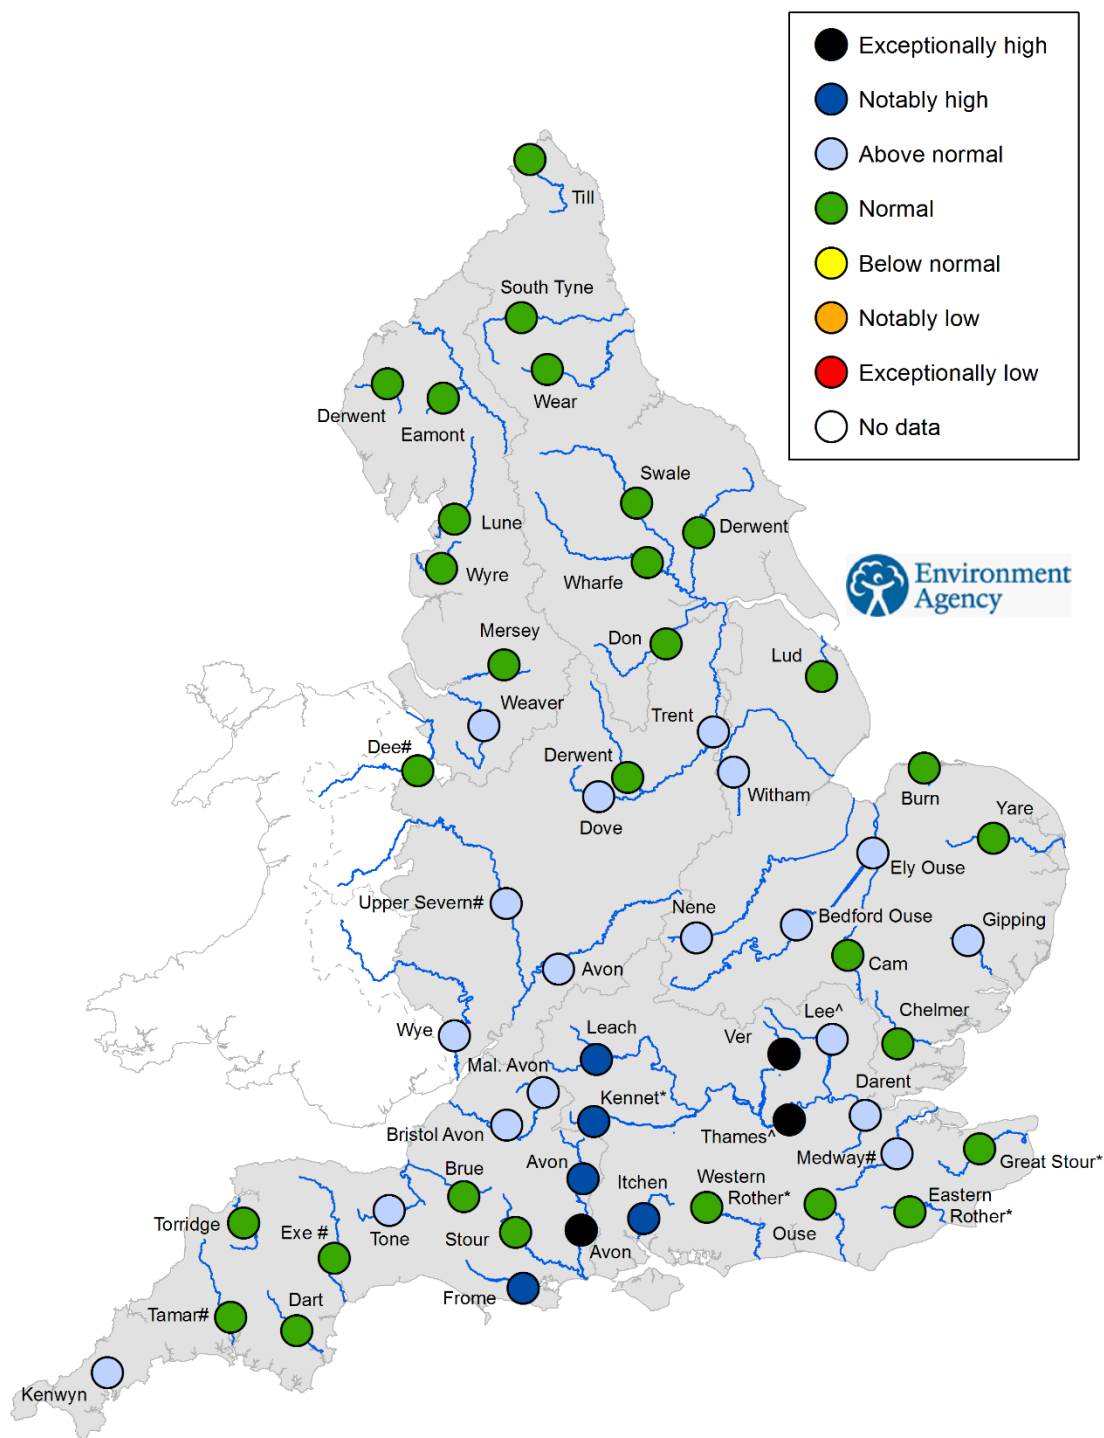 Exceptionally high
Notably high
Above normal
Normal
Below normal
Notably low
Exceptionally low
No data
Till
South Tyne
Wear
Derwent
Eamont
Swale
Lune
Derwent
Wyre
Wharfe
Environment
Agency
Mersey
Don
Lud
Weaver
Trent
Dee#
Derwent
Witham
Burn
Dove
Yare
Ely Ouse
Upper Severn#
Nene
Bedford Ouse
Gipping
Avon
Cam
Chelmer
Wye
Leach
Ver
Lee^
Mal. Avon
Kennet*
Darent
Bristol Avon
Thames^
Medway#
Great Stour*
Brue
Avon
Itchen
Western
Rother*
Eastern
Rother*
Torridge
Exe #
Tone
Stour
Avon
Ouse
Tamar#
Dart
Frome
Kenwyn